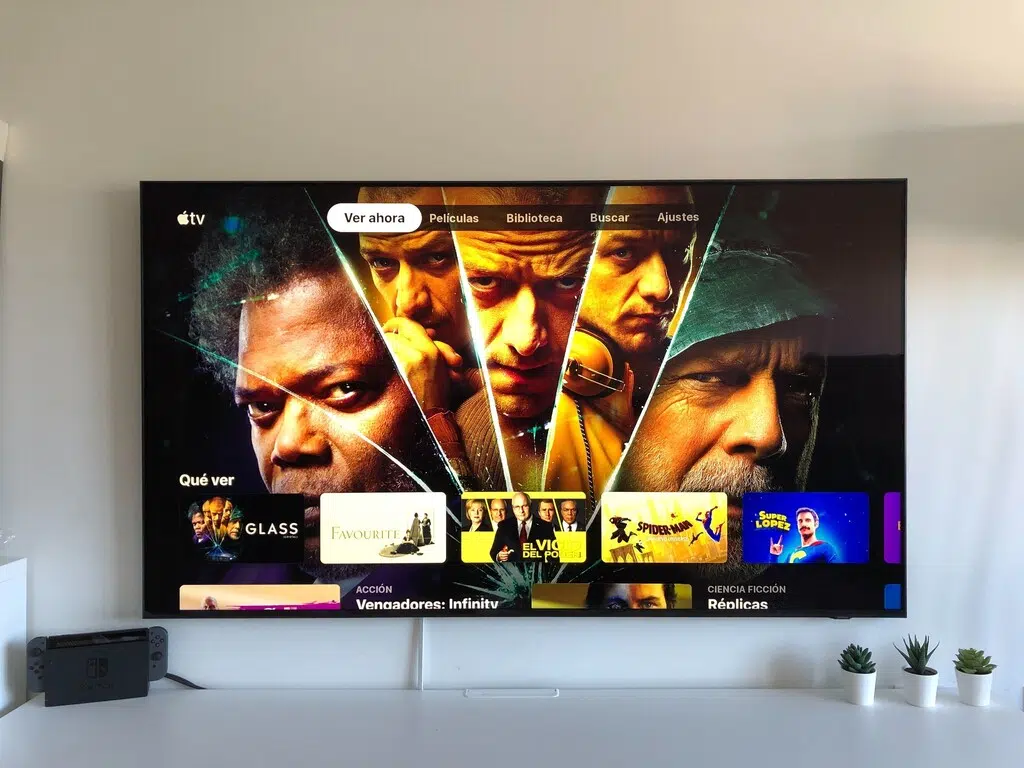 tv
Ver ahora
Películas
Biblioteca
Buscar
Ajustes
Qué ver
GLASS
FAVOURITE
EL VICIO
DEL PODER
SPIDER-MAN
SUPER
LOPEZ
ACCIÓN
Vengadores: Infinity
CIENCIA FICCIÓN
Réplicas